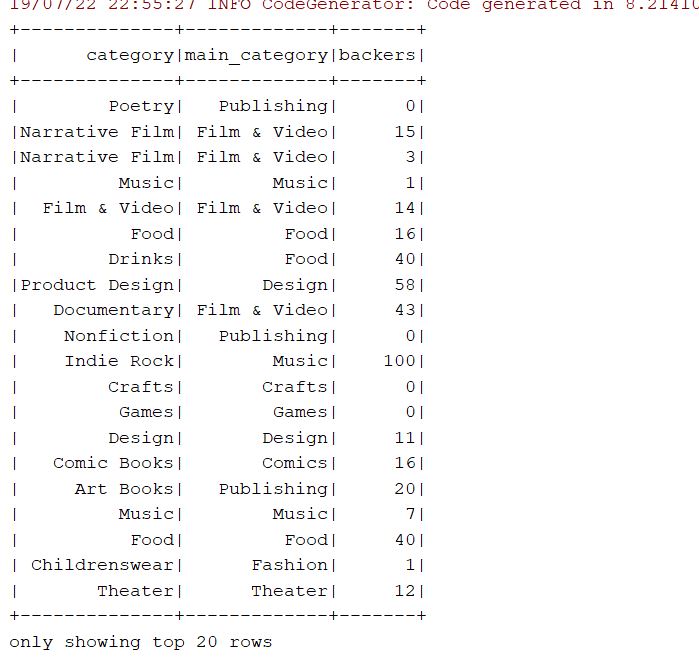 19/07/22 22:55:27 INFO CodeGenerator: Code generated in 8.21410
+--------------+-------------+-------+
|      category|main_category|backers|
+--------------+-------------+-------+
|        Poetry|   Publishing|      0|
|Narrative Film| Film & Video|     15|
|Narrative Film| Film & Video|      3|
|         Music|        Music|      1|
|  Film & Video| Film & Video|     14|
|          Food|         Food|     16|
|        Drinks|         Food|     40|
|Product Design|       Design|     58|
|   Documentary| Film & Video|     43|
|    Nonfiction|   Publishing|      0|
|    Indie Rock|        Music|    100|
|        Crafts|       Crafts|      0|
|         Games|        Games|      0|
|        Design|       Design|     11|
|   Comic Books|       Comics|     16|
|     Art Books|   Publishing|     20|
|         Music|        Music|      7|
|          Food|         Food|     40|
| Childrenswear|      Fashion|      1|
|       Theater|      Theater|     12|
+--------------+-------------+-------+
only showing top 20 rows